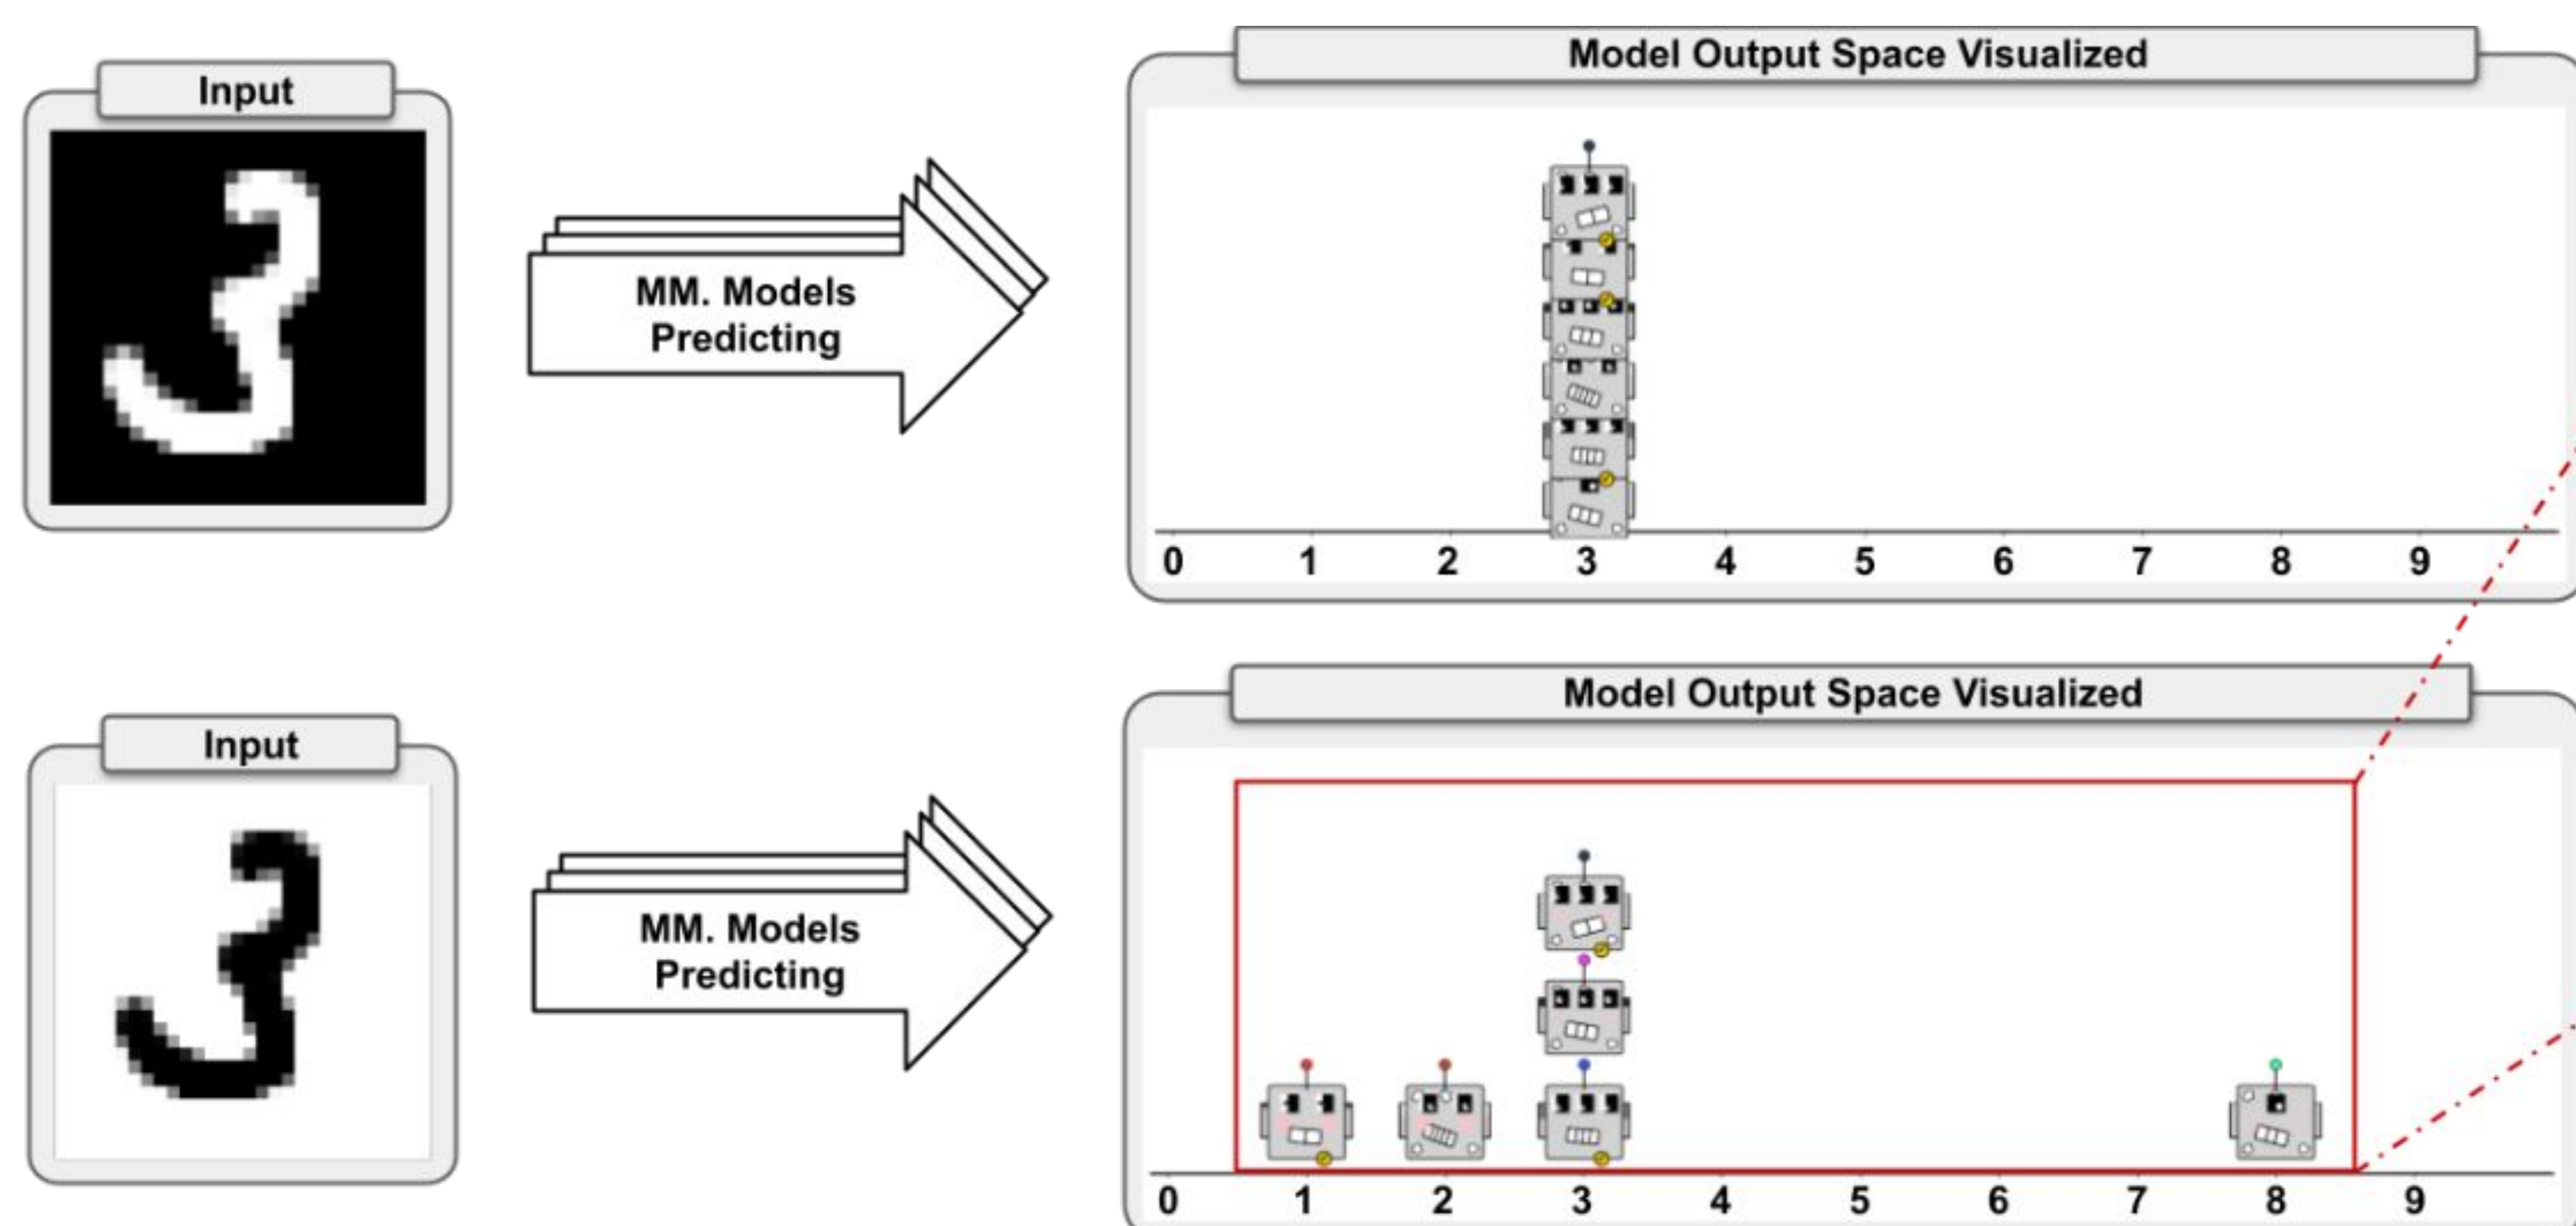 Input
MM. Models
Predicting
Model Output Space Visualized
0 1 2 3 4 5 6 7 8 9
Input
MM. Models
Predicting
Model Output Space Visualized
0 1 2 3 4 5 6 7 8 9